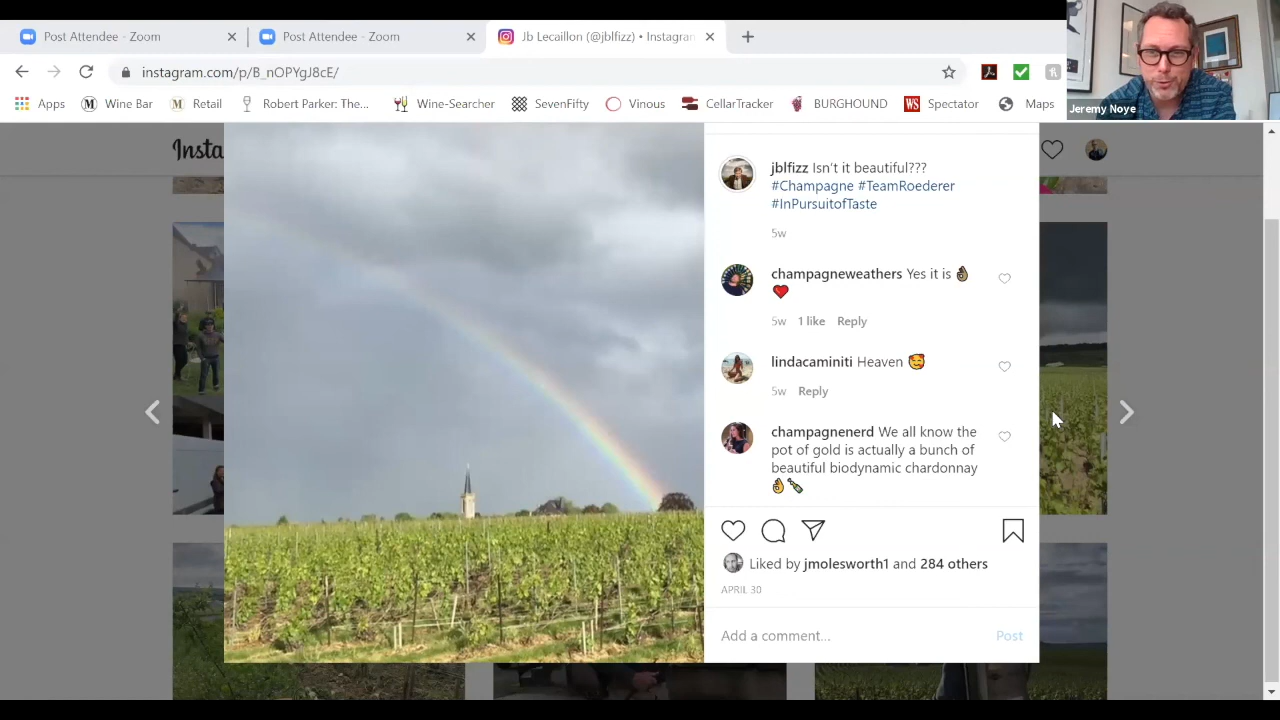 Post Attendee - Zoom
Post Attendee - Zoom
Jb Lecaillon (@jblfizz) • Instagran
instagram.com/p/B_nOPYgJ8cE/
Apps
Wine Bar
Retail
Robert Parker: The...
Wine-Searcher
SevenFifty
Vinous
CellarTracker
BURGHOUND
WS Spectator
Maps
Jeremy Noye
Insta
jblfizz Isn't it beautiful???
#Champagne #TeamRoederer
#InPursuitofTaste
5w
champagneweathers Yes it is 👌
❤️
5w 1 like Reply
lindacaminiti Heaven 🥰
5w Reply
champagnenerd We all know the
pot of gold is actually a bunch of
beautiful biodynamic chardonnay
👌🍾
Liked by jmolesworth1 and 284 others
APRIL 30
Add a comment...
Post